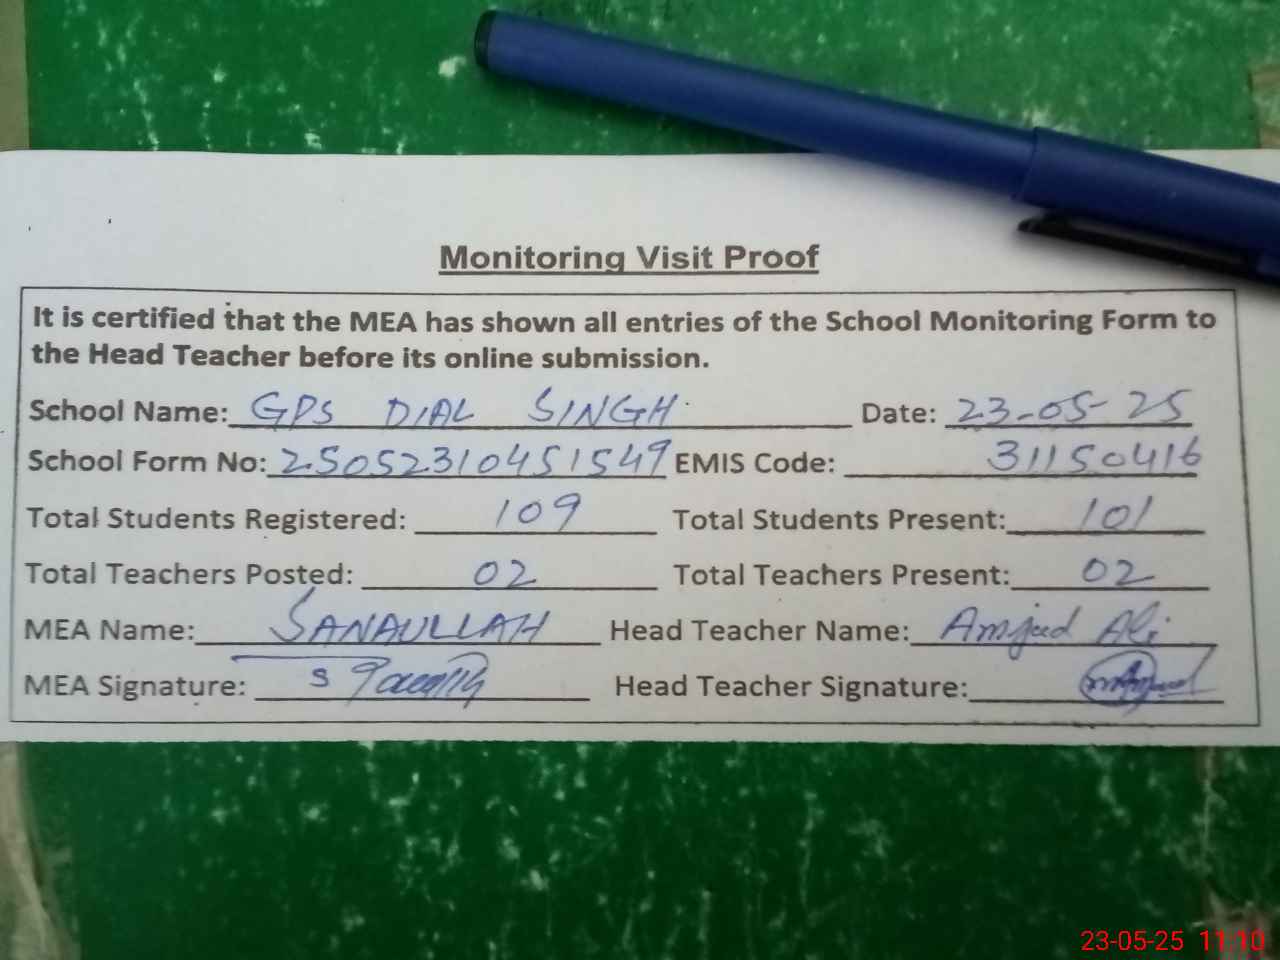 Monitoring Visit Proof
It is certified that the MEA has shown all entries of the School Monitoring Form to
the Head Teacher before its online submission.
School Name: GPS DIAL SINGH Date: 23-05-25
School Form No: 250523104515​49 EMIS Code: 31150416
Total Students Registered: 109 Total Students Present: 101
Total Teachers Posted: 02 Total Teachers Present: 02
MEA Name: SANAULLAH Head Teacher Name: Amjad Ali
MEA Signature: Head Teacher Signature:
23-05-25 11:10